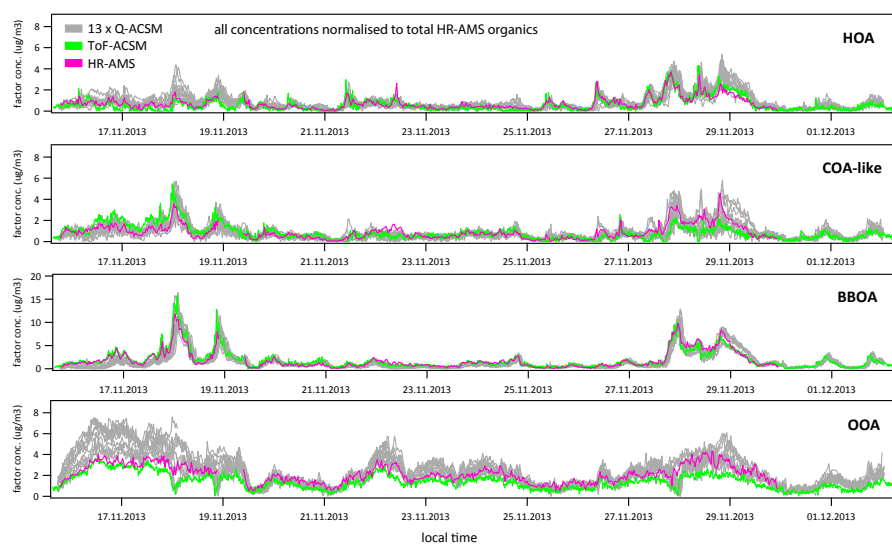 13 x Q-ACSM all concentrations normalised to total HR-AMS organics HOA
ToF-ACSM
HR-AMS
factor conc. (ug/m3)
8
6
4
2
0
17.11.2013 19.11.2013 21.11.2013 23.11.2013 25.11.2013 27.11.2013 29.11.2013 01.12.2013
COA-like
factor conc. (ug/m3)
8
6
4
2
0
17.11.2013 19.11.2013 21.11.2013 23.11.2013 25.11.2013 27.11.2013 29.11.2013 01.12.2013
BBOA
factor conc. (ug/m3)
20
15
10
5
0
17.11.2013 19.11.2013 21.11.2013 23.11.2013 25.11.2013 27.11.2013 29.11.2013 01.12.2013
OOA
factor conc. (ug/m3)
8
6
4
2
0
17.11.2013 19.11.2013 21.11.2013 23.11.2013 25.11.2013 27.11.2013 29.11.2013 01.12.2013
local time